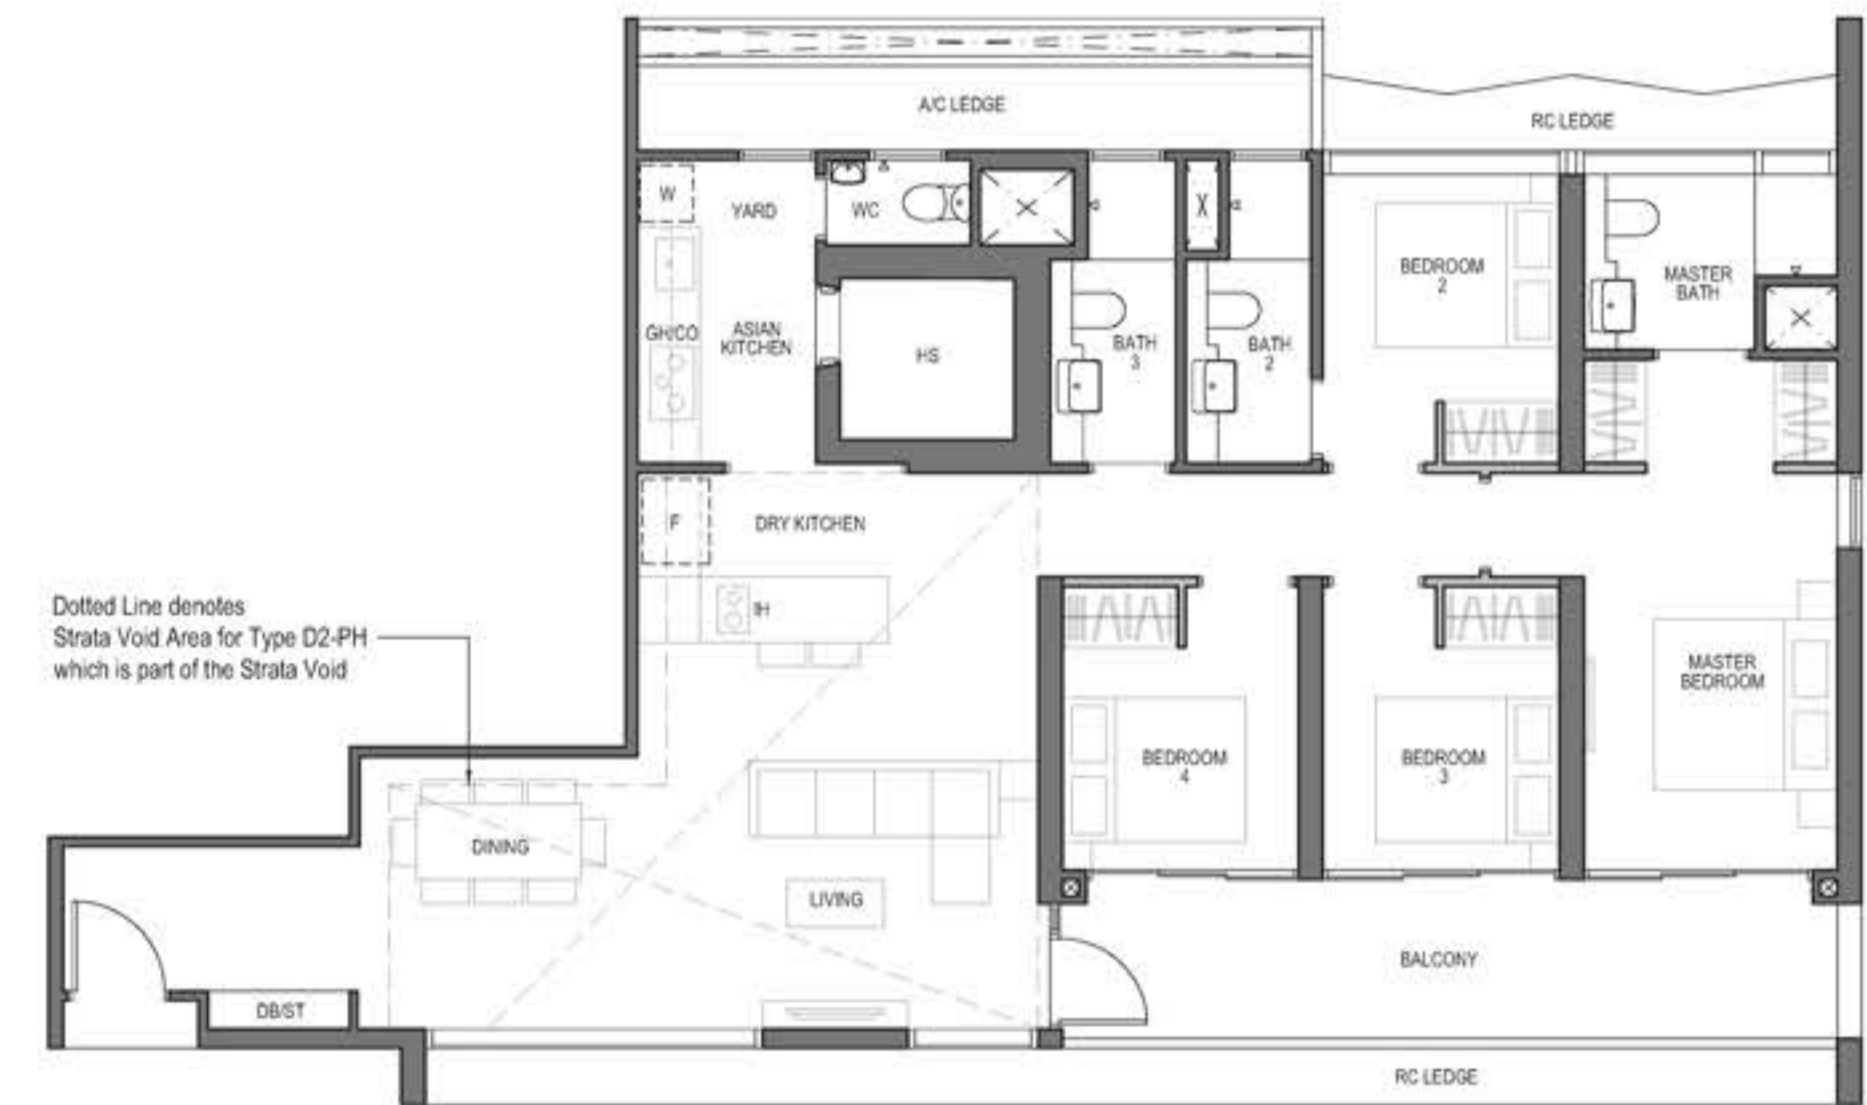 A/C LEDGE
RC LEDGE
W
YARD
WC
BEDROOM
2
MASTER
BATH
GH/CO
ASIAN
KITCHEN
HS
BATH
3
BATH
2
F
DRY KITCHEN
IH
Dotted Line denotes
Strata Void Area for Type D2-PH
which is part of the Strata Void
MASTER
BEDROOM
BEDROOM
4
BEDROOM
3
DINING
LIVING
BALCONY
DB/ST
RC LEDGE